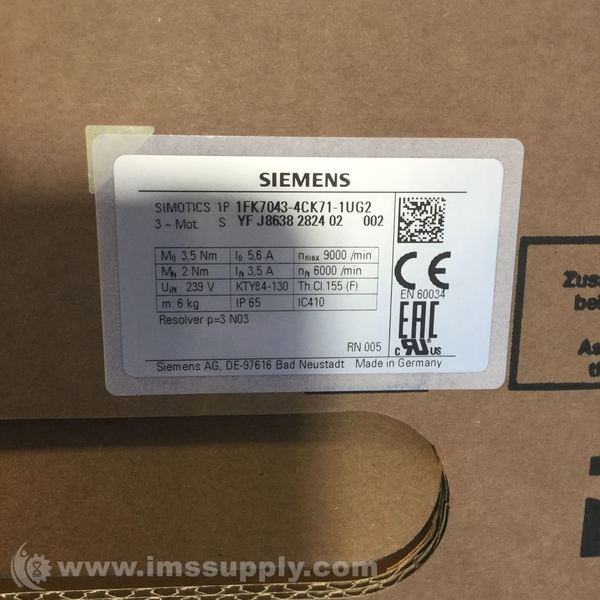 SIEMENS
SIMOTICS 1P 1FK7043-4CK71-1UG2
3 ~ Mot. S YF J8638 2824 02 002
M0 3,5 Nm I0 5,6 A nmax 9000 /min
MN 2 Nm IN 3,5 A nN 6000 /min
UIN 239 V KTY84-130 Th.Cl.155 (F)
m: 6 kg IP 65 IC410
Resolver p=3 N03
CE
EN 60034
EAC
C US
RN 005
Siemens AG, DE-97616 Bad Neustadt Made in Germany
www.imssupply.com